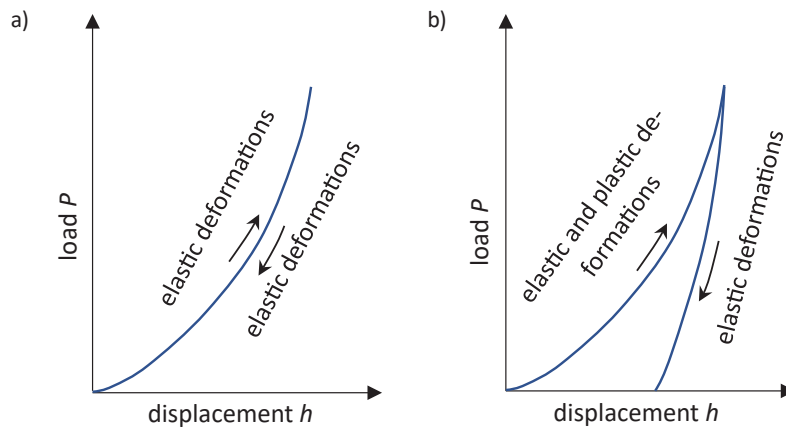 a)
load P
elastic deformations
elastic deformations
displacement h
b)
load P
elastic and plastic de-
formations
elastic deformations
displacement h